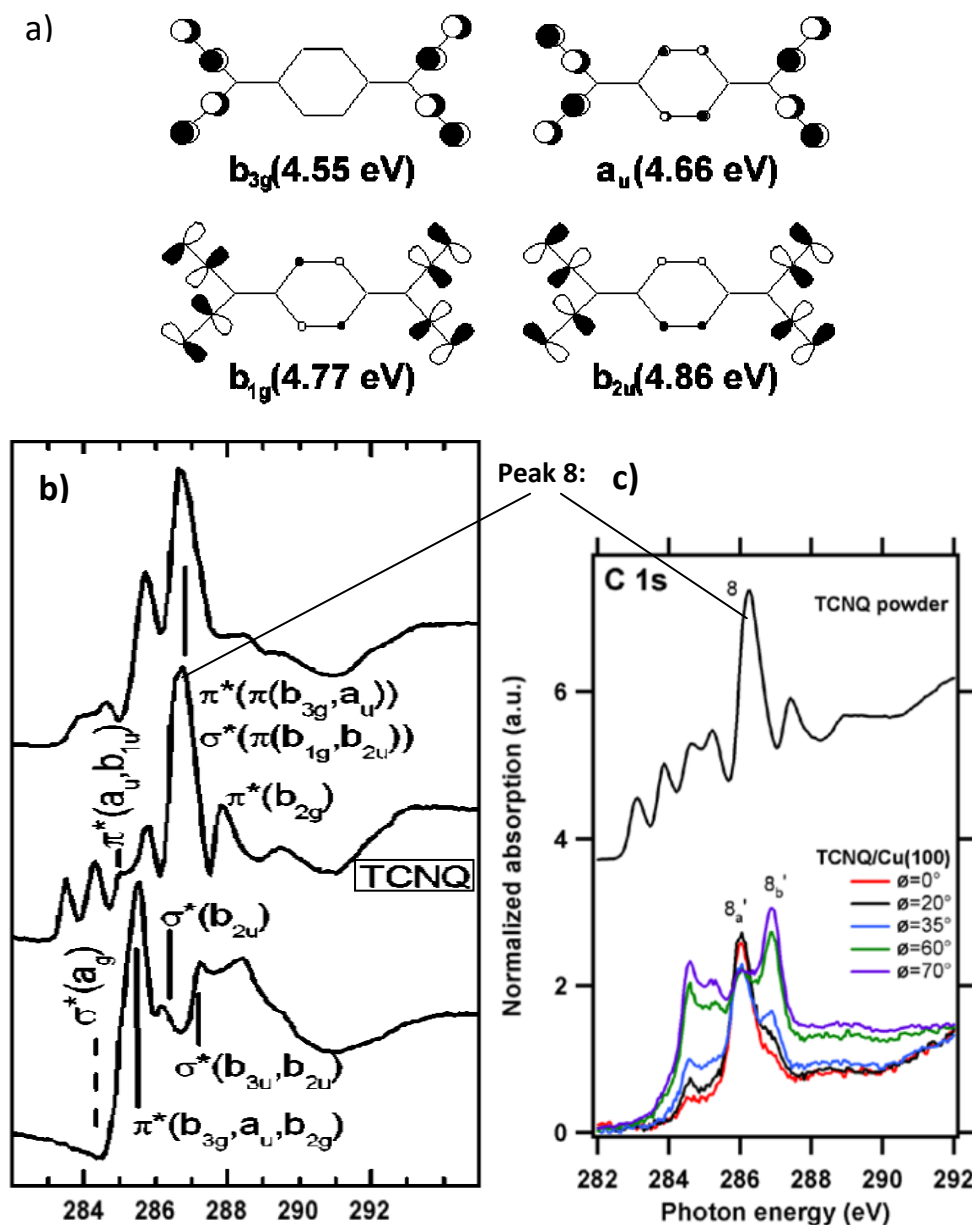 a)
b₃g(4.55 eV)
aᵤ(4.66 eV)
b₁g(4.77 eV)
b₂ᵤ(4.86 eV)
b)
Peak 8:
c)
π*(π(b₃g,aᵤ))
σ*(π(b₁g,b₂ᵤ))
π*(aᵤ,b₁ᵤ)
π*(b₂g)
TCNQ
σ*(b₂ᵤ)
σ*(a_g)
σ*(b₃ᵤ,b₂ᵤ)
π*(b₃g,aᵤ,b₂g)
284 286 288 290 292
C 1s
8
TCNQ powder
6
4
2
0
Normalized absorption (a.u.)
TCNQ/Cu(100)
ø=0°
ø=20°
ø=35°
ø=60°
ø=70°
8a'
8b'
282 284 286 288 290 292
Photon energy (eV)